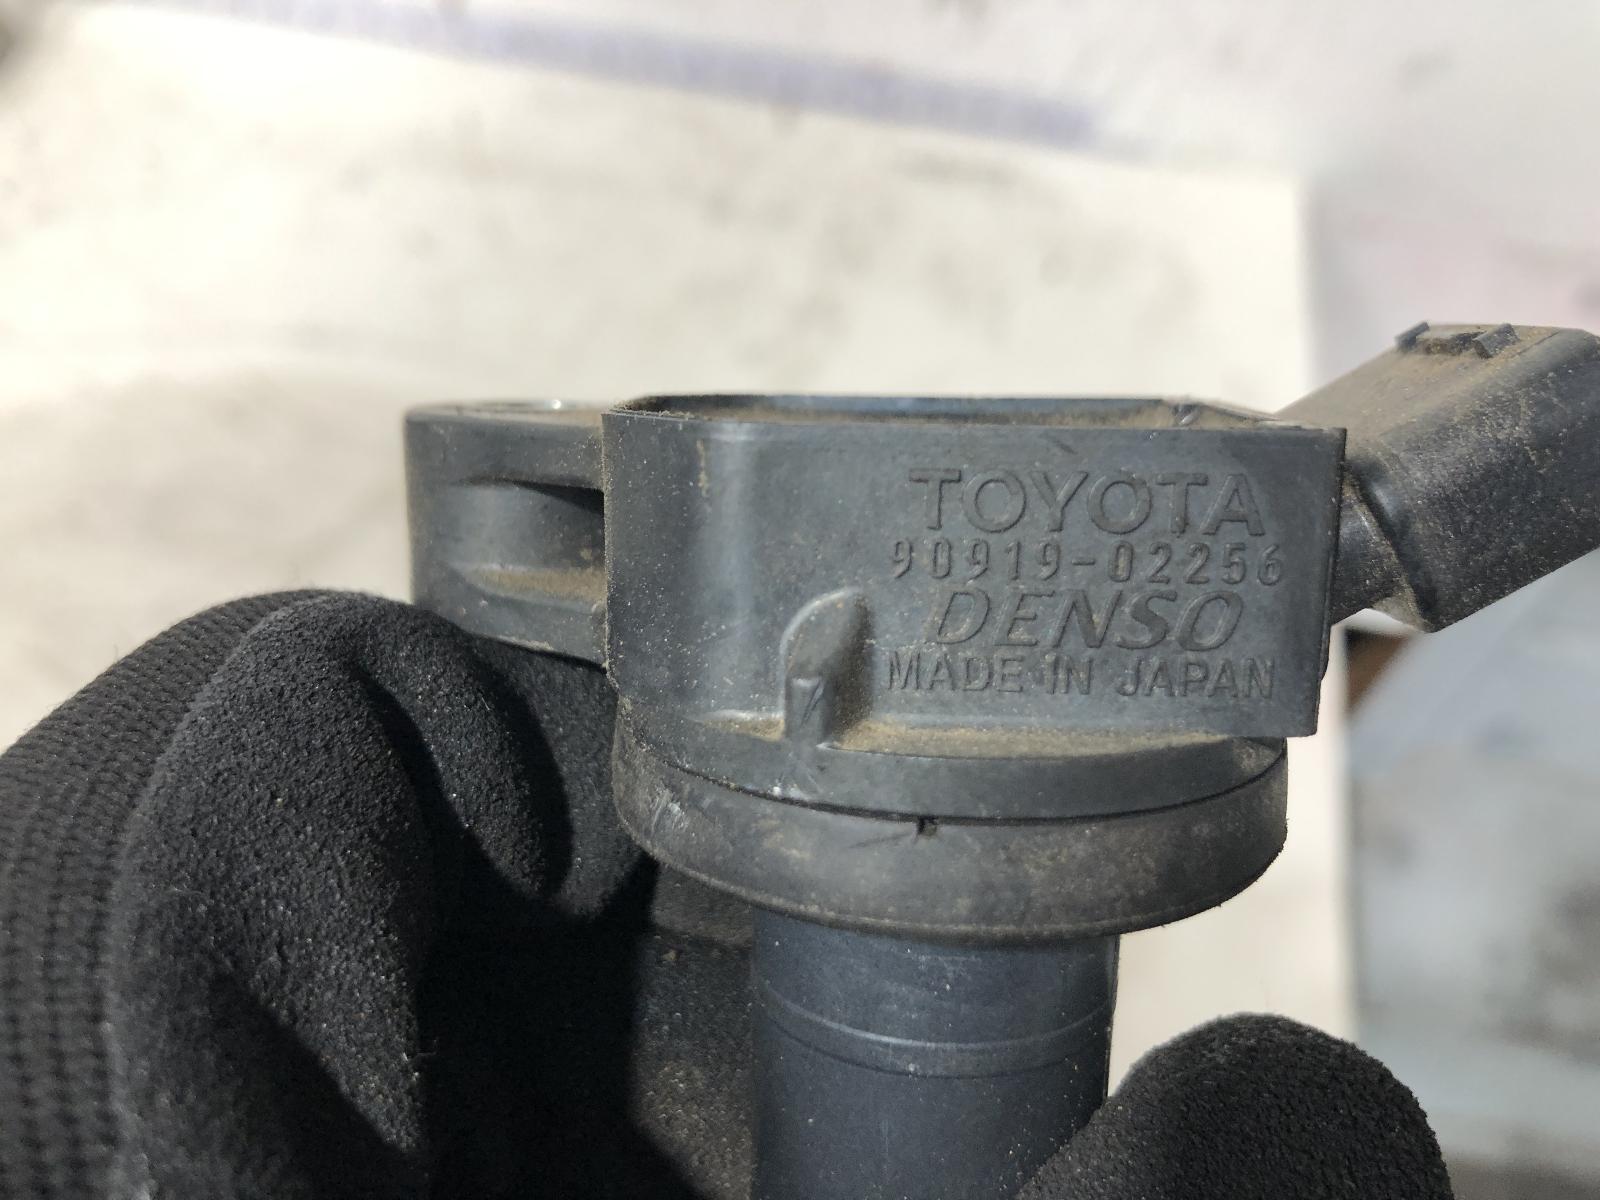 TOYOTA
90919-02256
DENSO
MADE IN JAPAN